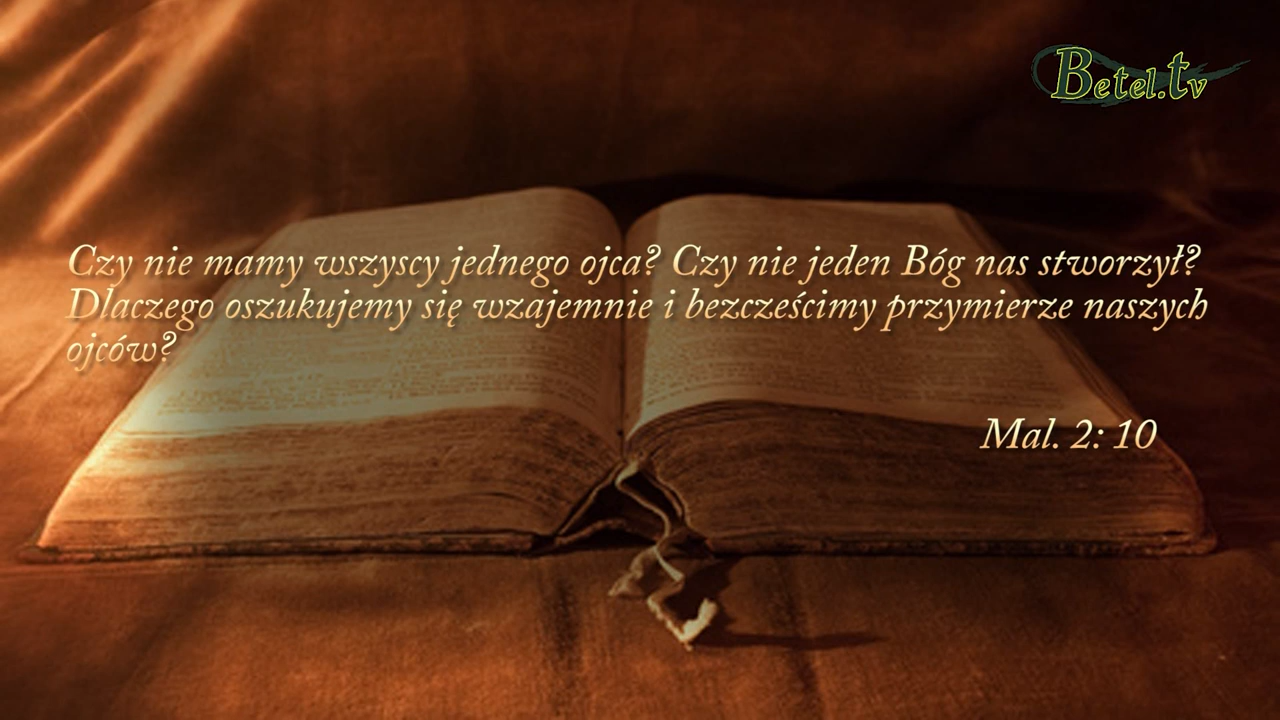 Betel.tv
Czy nie mamy wszyscy jednego ojca? Czy nie jeden Bóg nas stworzył?
Dlaczego oszukujemy się wzajemnie i bezcześcimy przymierze naszych
ojców?
Mal. 2: 10